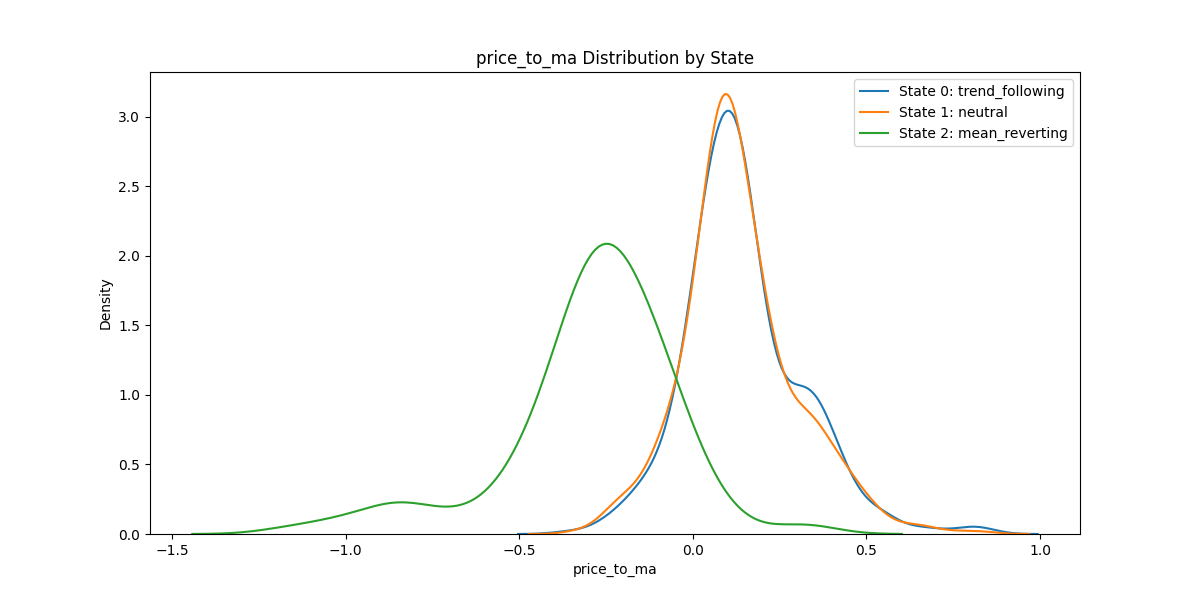 price_to_ma Distribution by State
State 0: trend_following
State 1: neutral
State 2: mean_reverting
Density
3.0
2.5
2.0
1.5
1.0
0.5
0.0
−1.5
−1.0
−0.5
0.0
0.5
1.0
price_to_ma